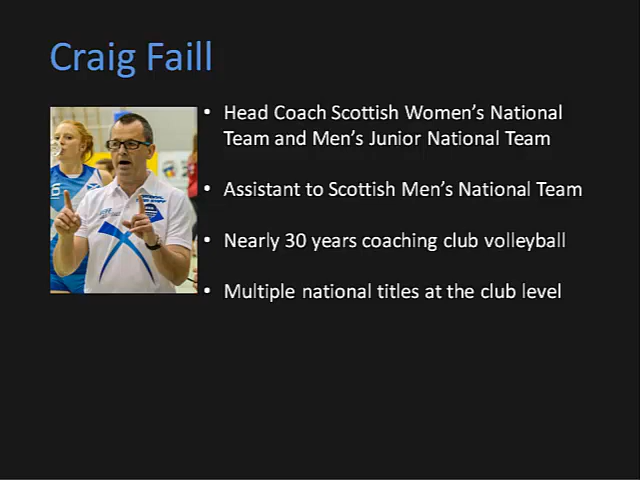 Craig Faill
• Head Coach Scottish Women's National
Team and Men's Junior National Team
• Assistant to Scottish Men's National Team
• Nearly 30 years coaching club volleyball
• Multiple national titles at the club level